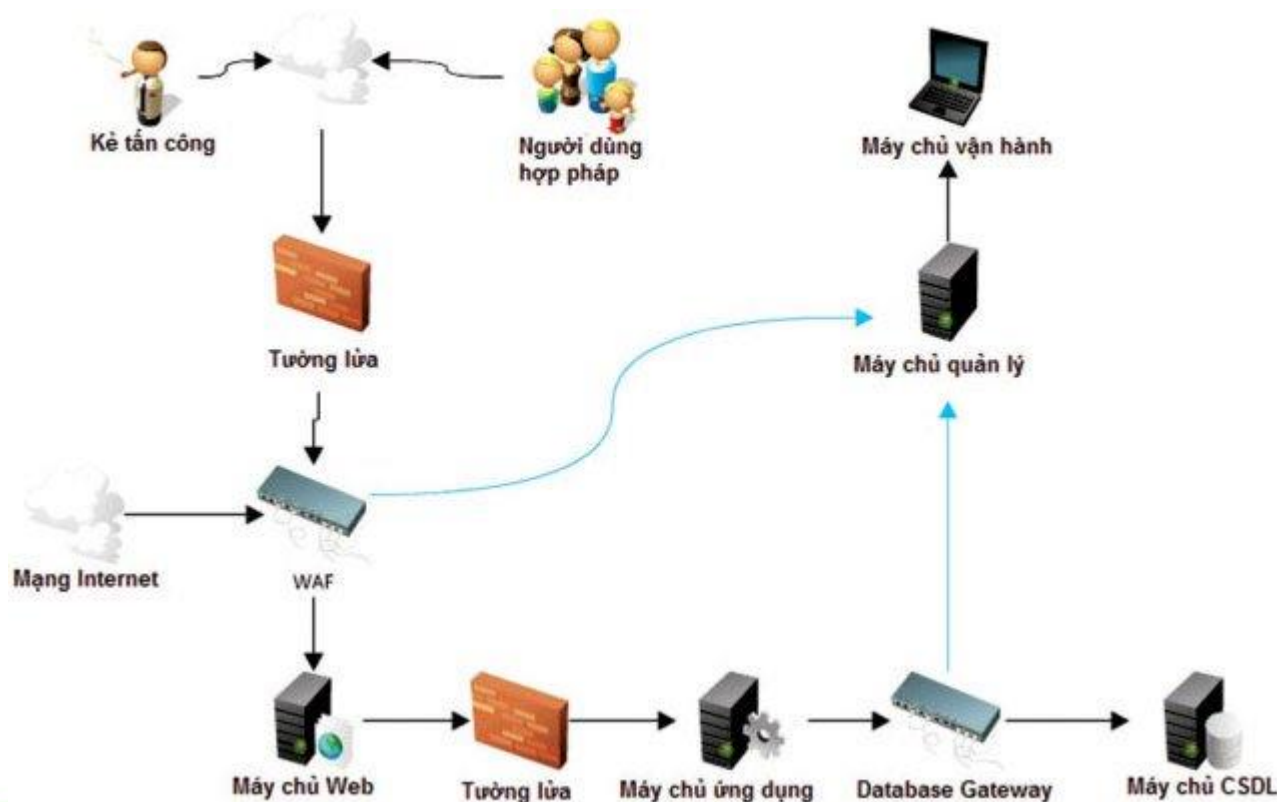 Kẻ tấn công
Người dùng
hợp pháp
Máy chủ vận hành
Tường lửa
Máy chủ quản lý
Mạng Internet
WAF
Máy chủ Web
Tường lửa
Máy chủ ứng dụng
Database Gateway
Máy chủ CSDL